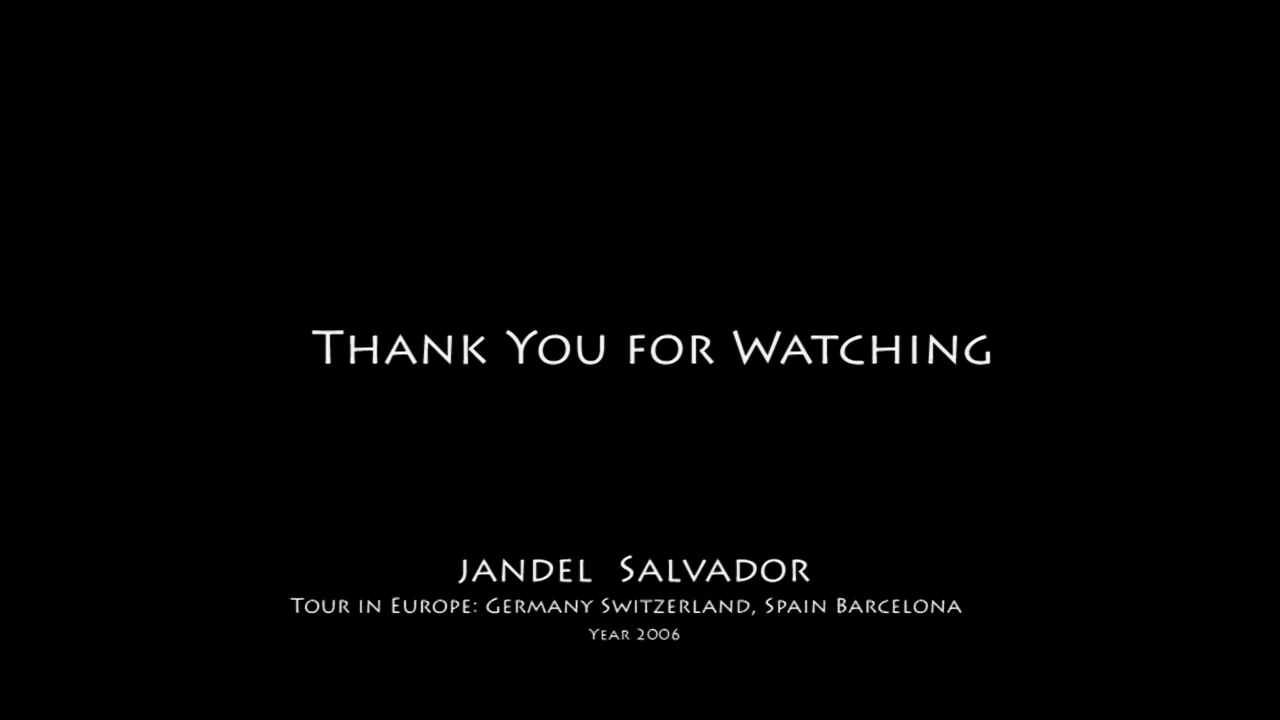 Thank You for Watching
Jandel Salvador
Tour in Europe: Germany Switzerland, Spain Barcelona
Year 2006